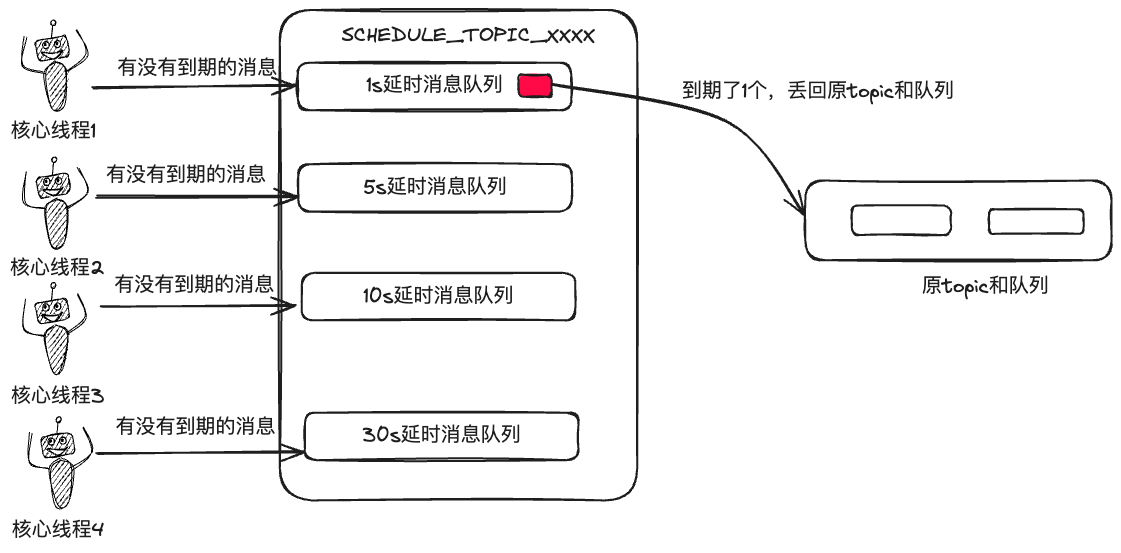 SCHEDULE_TOPIC_XXXX
有没有到期的消息
1s延时消息队列
到期了1个，丢回原topic和队列
核心线程1
有没有到期的消息
5s延时消息队列
核心线程2
有没有到期的消息
10s延时消息队列
原topic和队列
核心线程3
有没有到期的消息
30s延时消息队列
核心线程4